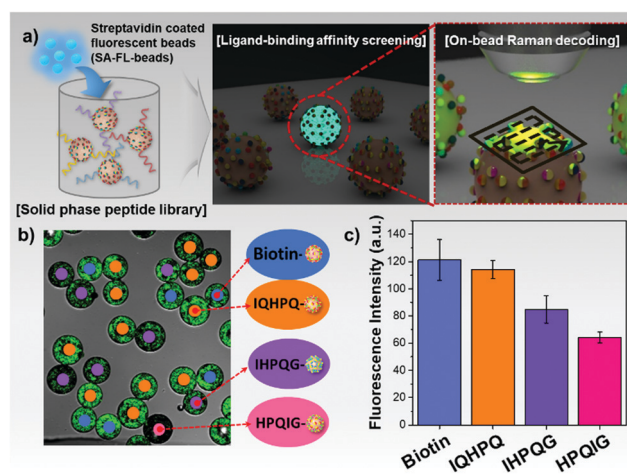 a)
Streptavidin coated
fluorescent beads
(SA-FL-beads)
[Solid phase peptide library]
[Ligand-binding affinity screening]
[On-bead Raman decoding]
b)
Biotin-
IQHPQ-
IHPQG-
HPQIG-
c)
Fluorescence Intensity (a.u.)
140
120
100
80
60
40
20
0
Biotin
IQHPQ
IHPQG
HPQIG